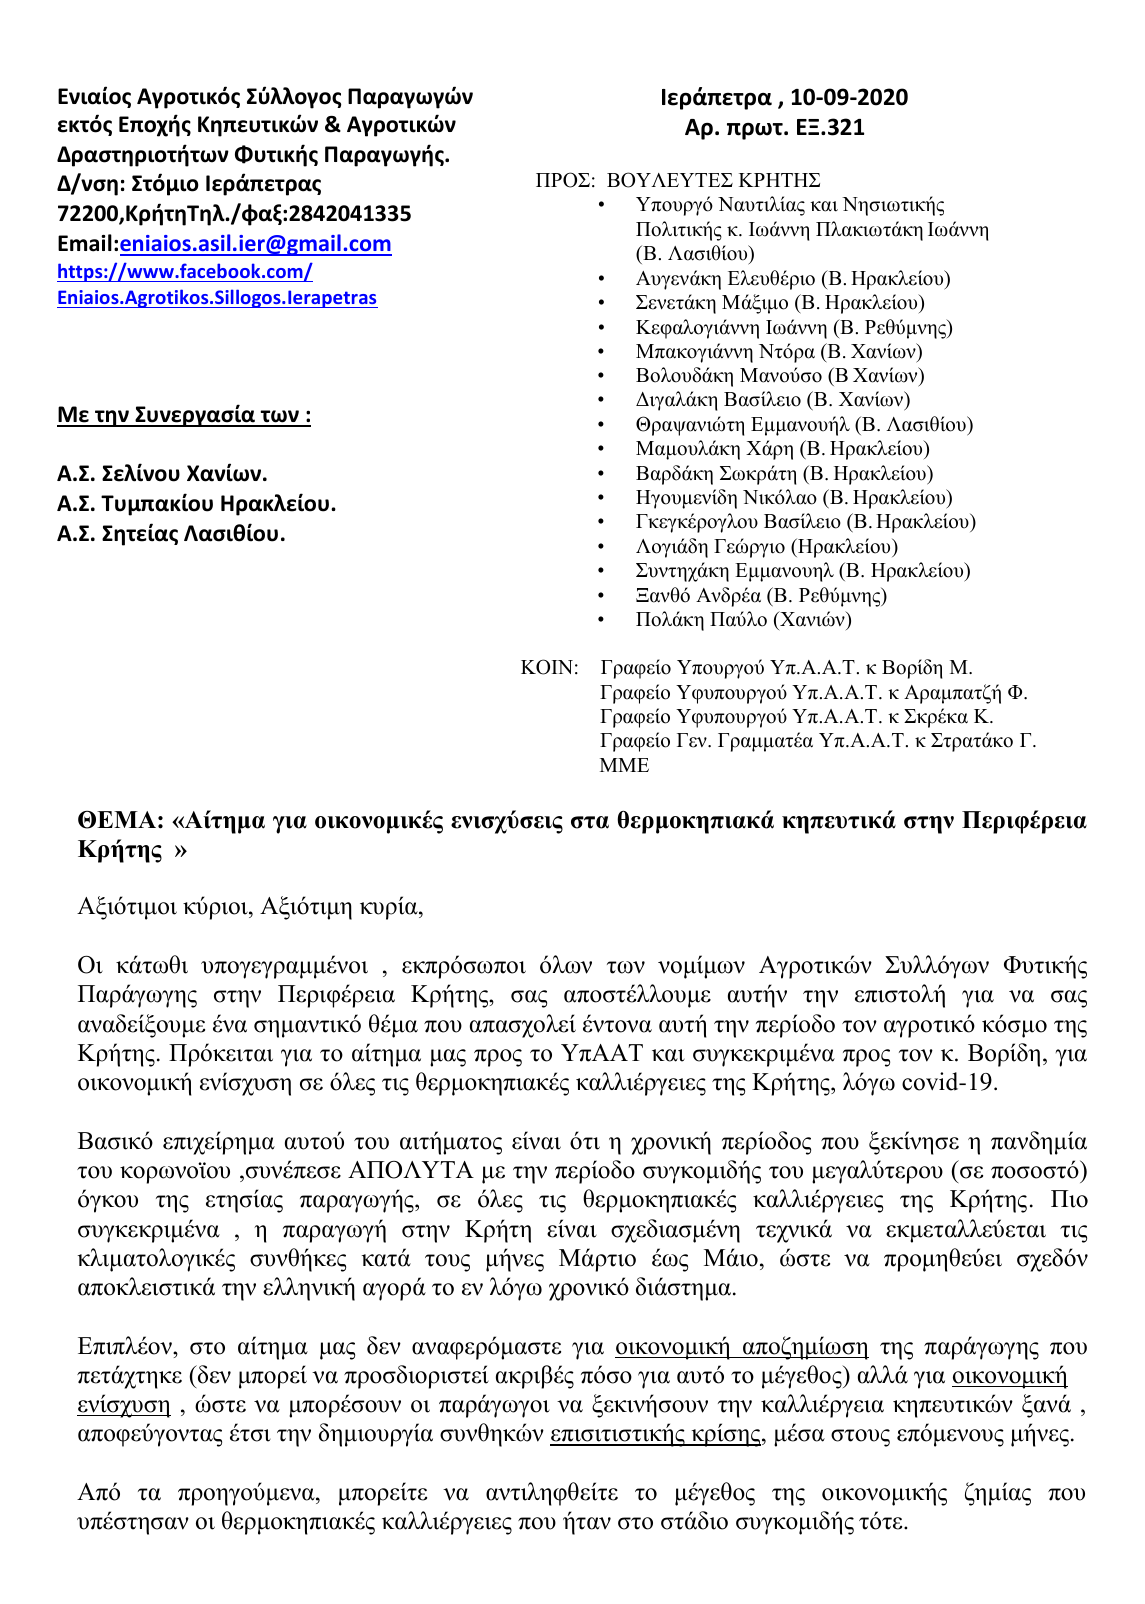 Ενιαίος Αγροτικός Σύλλογος Παραγωγών
εκτός Εποχής Κηπευτικών & Αγροτικών
Δραστηριοτήτων Φυτικής Παραγωγής.
Δ/νση: Στόμιο Ιεράπετρας
72200,ΚρήτηΤηλ./φαξ:2842041335
Email:eniaios.asil.ier@gmail.com
https://www.facebook.com/
Eniaios.Agrotikos.Sillogos.Ierapetras
Με την Συνεργασία των :
Α.Σ. Σελίνου Χανίων.
Α.Σ. Τυμπακίου Ηρακλείου.
Α.Σ. Σητείας Λασιθίου.
Ιεράπετρα , 10-09-2020
Αρ. πρωτ. ΕΞ.321
ΠΡΟΣ: ΒΟΥΛΕΥΤΕΣ ΚΡΗΤΗΣ
• Υπουργό Ναυτιλίας και Νησιωτικής
Πολιτικής κ. Ιωάννη Πλακιωτάκη Ιωάννη
(Β. Λασιθίου)
• Αυγενάκη Ελευθέριο (Β. Ηρακλείου)
• Σενετάκη Μάξιμο (Β. Ηρακλείου)
• Κεφαλογιάννη Ιωάννη (Β. Ρεθύμνης)
• Μπακογιάννη Ντόρα (Β. Χανίων)
• Βολουδάκη Μανούσο (Β Χανίων)
• Διγαλάκη Βασίλειο (Β. Χανίων)
• Θραψανιώτη Εμμανουήλ (Β. Λασιθίου)
• Μαμουλάκη Χάρη (Β. Ηρακλείου)
• Βαρδάκη Σωκράτη (Β. Ηρακλείου)
• Ηγουμενίδη Νικόλαο (Β. Ηρακλείου)
• Γκεγκέρογλου Βασίλειο (Β. Ηρακλείου)
• Λογιάδη Γεώργιο (Ηρακλείου)
• Συντηχάκη Εμμανουηλ (Β. Ηρακλείου)
• Ξανθό Ανδρέα (Β. Ρεθύμνης)
• Πολάκη Παύλο (Χανιών)
ΚΟΙΝ: Γραφείο Υπουργού Υπ.Α.Α.Τ. κ Βορίδη Μ.
Γραφείο Υφυπουργού Υπ.Α.Α.Τ. κ Αραμπατζή Φ.
Γραφείο Υφυπουργού Υπ.Α.Α.Τ. κ Σκρέκα Κ.
Γραφείο Γεν. Γραμματέα Υπ.Α.Α.Τ. κ Στρατάκο Γ.
ΜΜΕ
ΘΕΜΑ: «Αίτημα για οικονομικές ενισχύσεις στα θερμοκηπιακά κηπευτικά στην Περιφέρεια
Κρήτης »
Αξιότιμοι κύριοι, Αξιότιμη κυρία,
Οι κάτωθι υπογεγραμμένοι , εκπρόσωποι όλων των νομίμων Αγροτικών Συλλόγων Φυτικής
Παράγωγης στην Περιφέρεια Κρήτης, σας αποστέλλουμε αυτήν την επιστολή για να σας
αναδείξουμε ένα σημαντικό θέμα που απασχολεί έντονα αυτή την περίοδο τον αγροτικό κόσμο της
Κρήτης. Πρόκειται για το αίτημα μας προς το ΥπΑΑΤ και συγκεκριμένα προς τον κ. Βορίδη, για
οικονομική ενίσχυση σε όλες τις θερμοκηπιακές καλλιέργειες της Κρήτης, λόγω covid-19.
Βασικό επιχείρημα αυτού του αιτήματος είναι ότι η χρονική περίοδος που ξεκίνησε η πανδημία
του κορωνοϊου ,συνέπεσε ΑΠΟΛΥΤΑ με την περίοδο συγκομιδής του μεγαλύτερου (σε ποσοστό)
όγκου της ετησίας παραγωγής, σε όλες τις θερμοκηπιακές καλλιέργειες της Κρήτης. Πιο
συγκεκριμένα , η παραγωγή στην Κρήτη είναι σχεδιασμένη τεχνικά να εκμεταλλεύεται τις
κλιματολογικές συνθήκες κατά τους μήνες Μάρτιο έως Μάιο, ώστε να προμηθεύει σχεδόν
αποκλειστικά την ελληνική αγορά το εν λόγω χρονικό διάστημα.
Επιπλέον, στο αίτημα μας δεν αναφερόμαστε για οικονομική αποζημίωση της παράγωγης που
πετάχτηκε (δεν μπορεί να προσδιοριστεί ακριβές πόσο για αυτό το μέγεθος) αλλά για οικονομική
ενίσχυση , ώστε να μπορέσουν οι παράγωγοι να ξεκινήσουν την καλλιέργεια κηπευτικών ξανά ,
αποφεύγοντας έτσι την δημιουργία συνθηκών επισιτιστικής κρίσης, μέσα στους επόμενους μήνες.
Από τα προηγούμενα, μπορείτε να αντιληφθείτε το μέγεθος της οικονομικής ζημίας που
υπέστησαν οι θερμοκηπιακές καλλιέργειες που ήταν στο στάδιο συγκομιδής τότε.